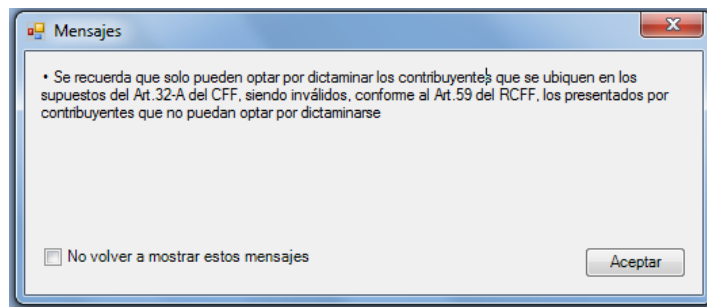 Mensajes
• Se recuerda que solo pueden optar por dictaminar los contribuyentes que se ubiquen en los
supuestos del Art.32-A del CFF, siendo inválidos, conforme al Art.59 del RCFF, los presentados por
contribuyentes que no puedan optar por dictaminarse
No volver a mostrar estos mensajes
Aceptar